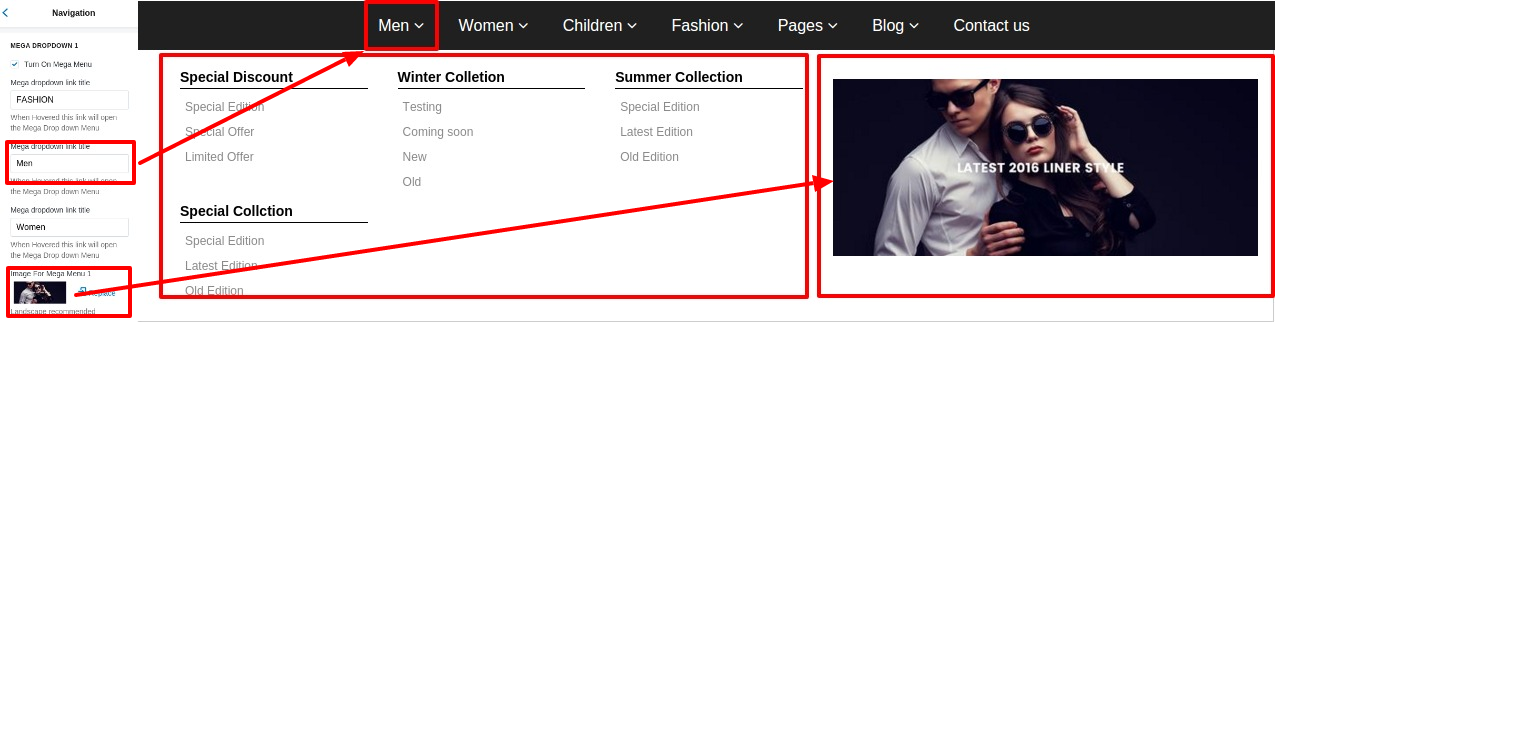 Navigation
MEGA DROPDOWN 1
Turn On Mega Menu
Mega dropdown link title
FASHION
When Hovered this link will open
the Mega Drop down Menu
Mega dropdown link title
Men
When Hovered this link will open
the Mega Drop down Menu
Mega dropdown link title
Women
When Hovered this link will open
the Mega Drop down Menu
Image For Mega Menu 1
Replace
Landscape recommended
Men Women Children Fashion Pages Blog Contact us
Special Discount
Special Edition
Special Offer
Limited Offer
Winter Colletion
Testing
Coming soon
New
Old
Summer Collection
Special Edition
Latest Edition
Old Edition
Special Collction
Special Edition
Latest Edition
Old Edition
LATEST 2016 LINER STYLE